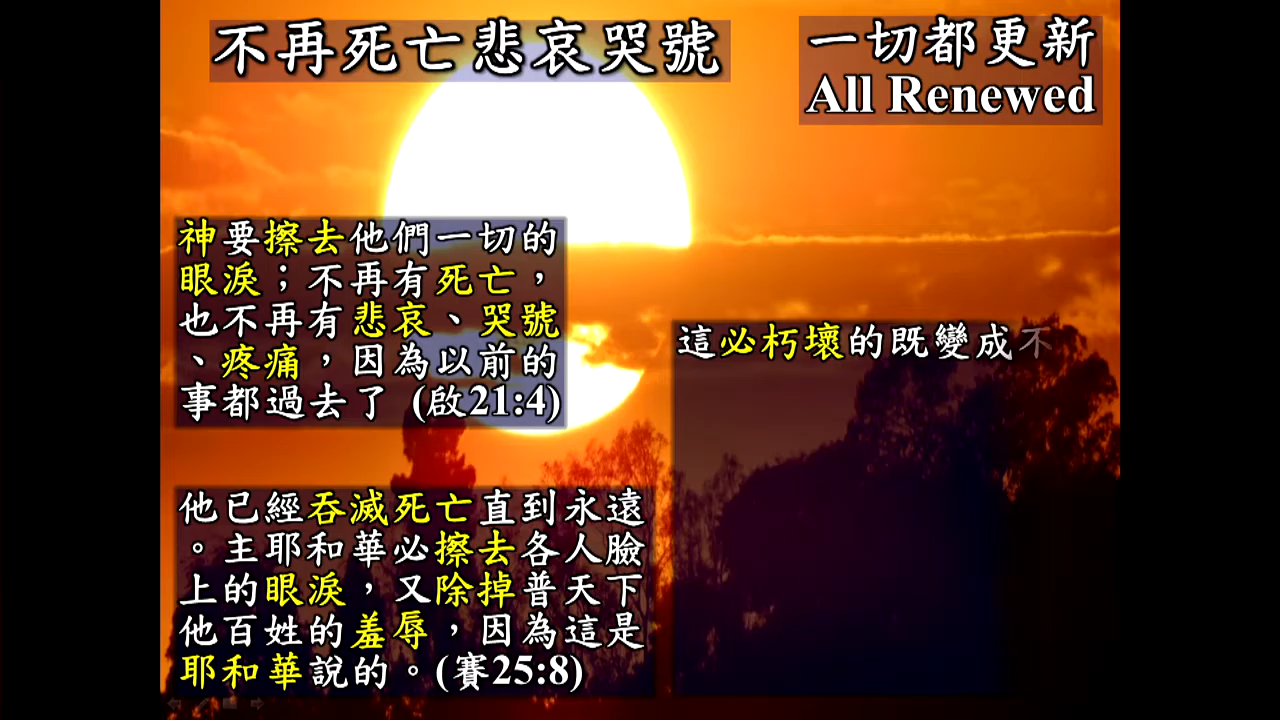 不再死亡悲哀哭號
一切都更新
All Renewed
神要擦去他們一切的
眼淚；不再有死亡，
也不再有悲哀、哭號
、疼痛，因為以前的
事都過去了 (啟21:4)
他已經吞滅死亡直到永遠
。主耶和華必擦去各人臉
上的眼淚，又除掉普天下
他百姓的羞辱，因為這是
耶和華說的。(賽25:8)
這必朽壞的既變成不